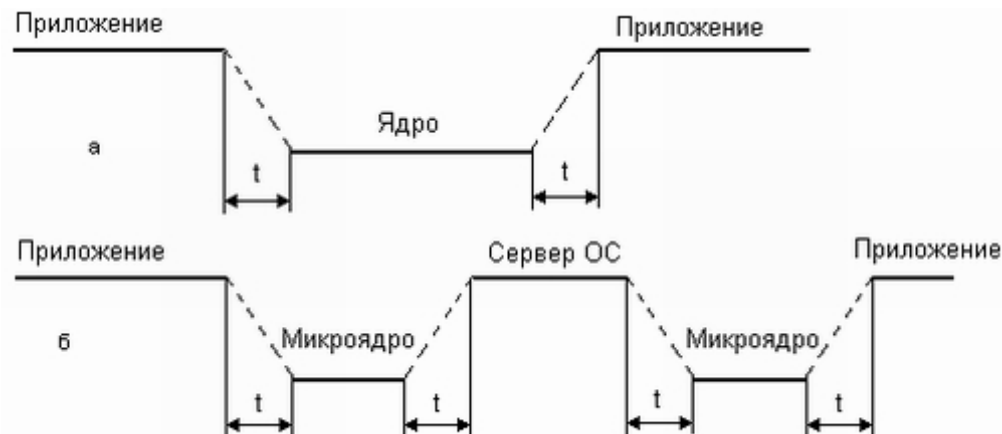 Приложение Приложение
Ядро
а
t t
Приложение Сервер ОС Приложение
Микроядро Микроядро
б
t t t t